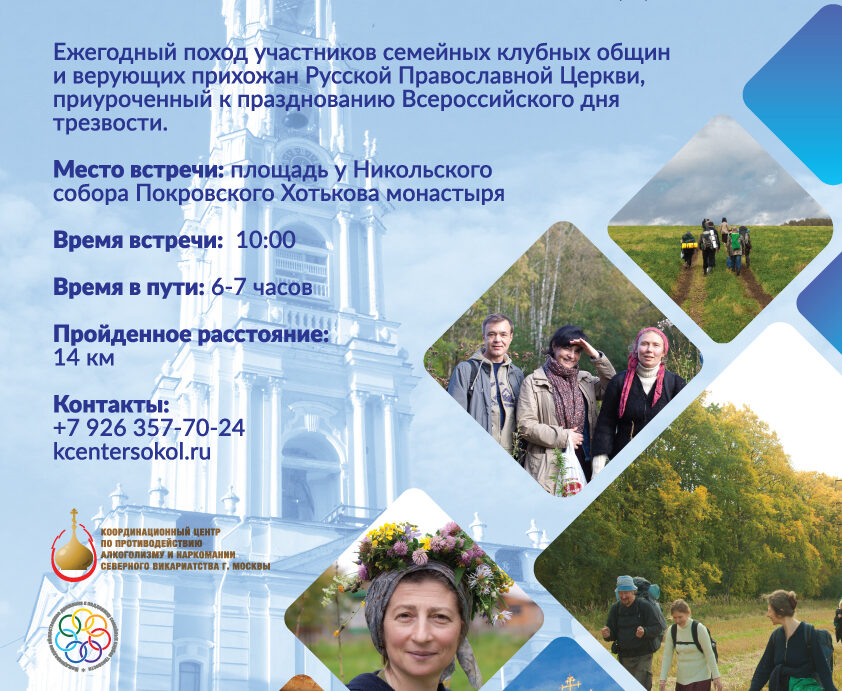 Ежегодный поход участников семейных клубных общин
и верующих прихожан Русской Православной Церкви,
приуроченный к празднованию Всероссийского дня
трезвости.
Место встречи: площадь у Никольского
собора Покровского Хотькова монастыря
Время встречи: 10:00
Время в пути: 6-7 часов
Пройденное расстояние:
14 км
Контакты:
+7 926 357-70-24
kcentersokol.ru
КООРДИНАЦИОННЫЙ ЦЕНТР
ПО ПРОТИВОДЕЙСТВИЮ
АЛКОГОЛИЗМУ И НАРКОМАНИИ
СЕВЕРНОГО ВИКАРИАТСТВА Г. МОСКВЫ